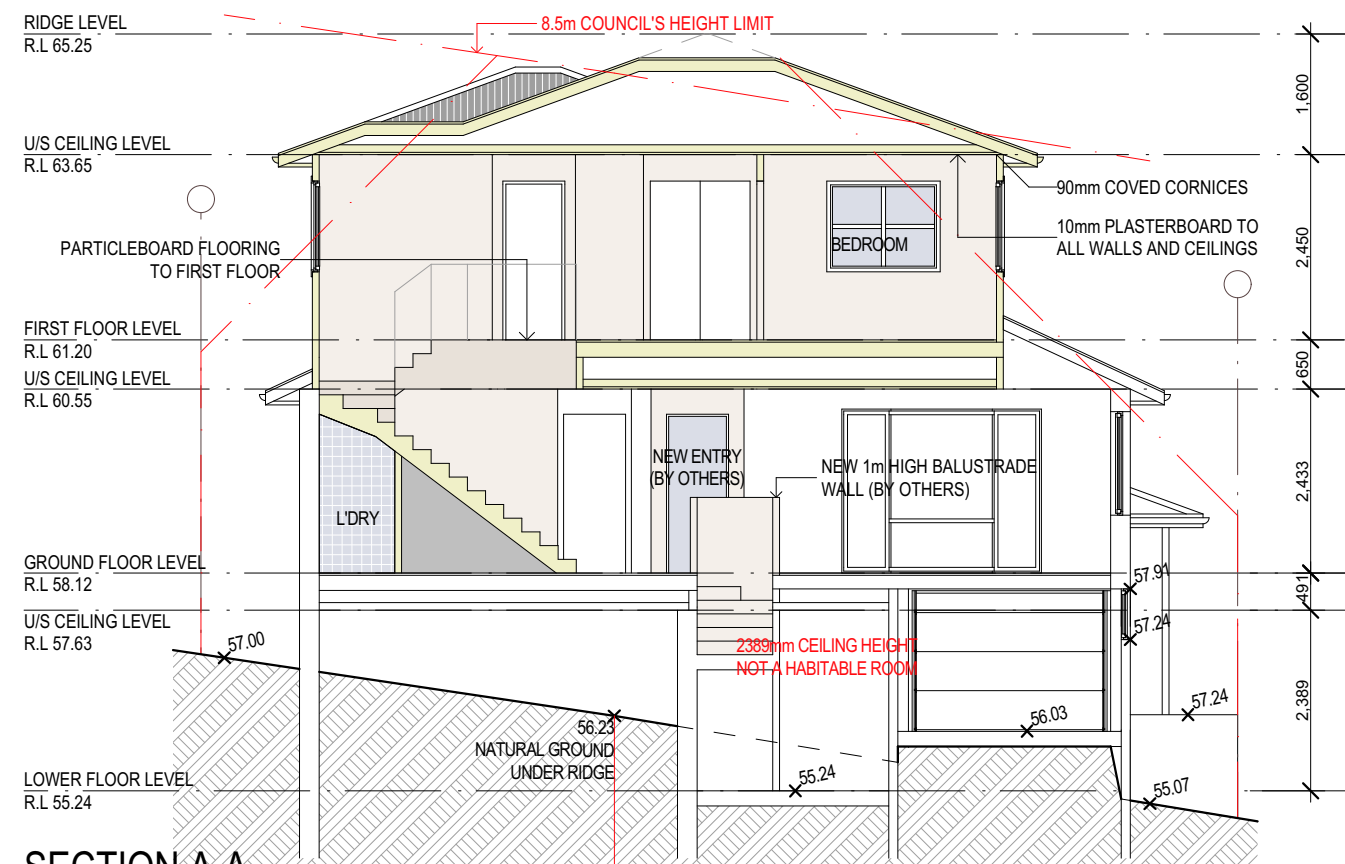 RIDGE LEVEL
R.L 65.25
8.5m COUNCIL'S HEIGHT LIMIT
1,600
U/S CEILING LEVEL
R.L 63.65
90mm COVED CORNICES
10mm PLASTERBOARD TO
ALL WALLS AND CEILINGS
PARTICLEBOARD FLOORING
TO FIRST FLOOR
BEDROOM
2,450
FIRST FLOOR LEVEL
R.L 61.20
650
U/S CEILING LEVEL
R.L 60.55
NEW ENTRY
(BY OTHERS)
NEW 1m HIGH BALUSTRADE
WALL (BY OTHERS)
2,433
L'DRY
GROUND FLOOR LEVEL
R.L 58.12
57.91
491
U/S CEILING LEVEL
R.L 57.63
57.24
57.00
2389mm CEILING HEIGHT
NOT A HABITABLE ROOM
2,389
57.24
56.03
56.23
NATURAL GROUND
UNDER RIDGE
LOWER FLOOR LEVEL
R.L 55.24
55.24
55.07
SECTION A-A